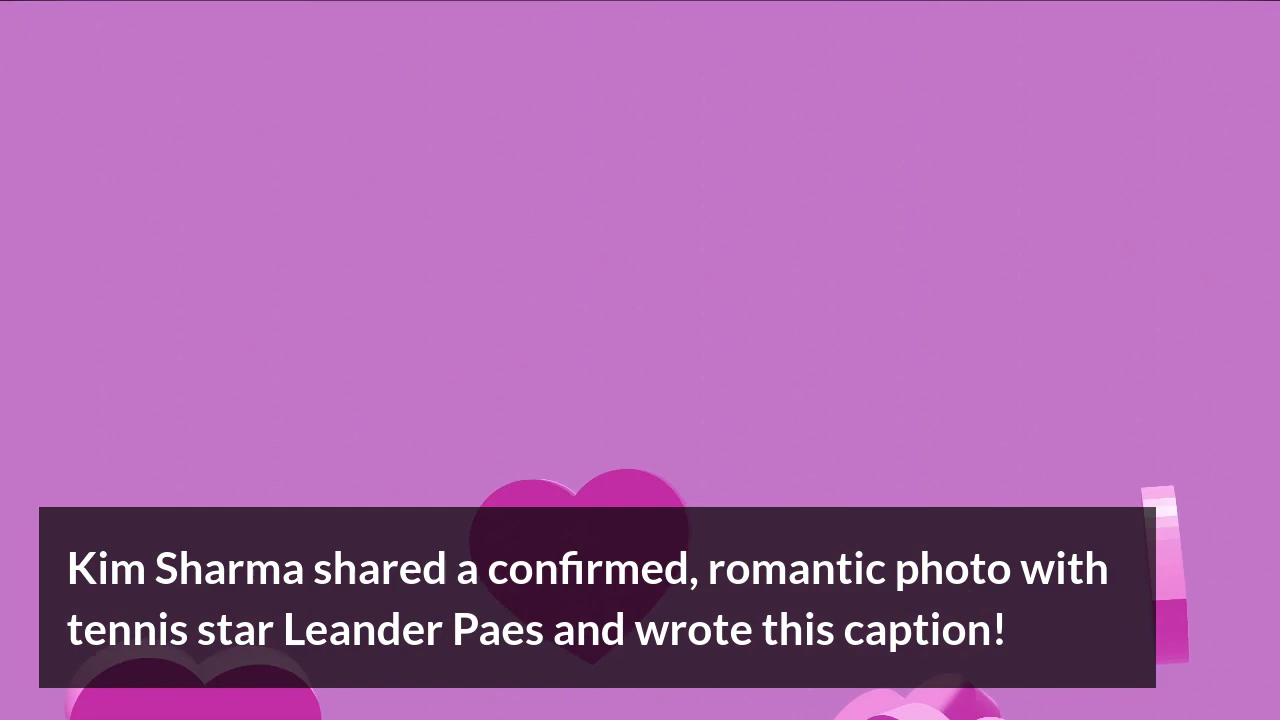 Kim Sharma shared a confirmed, romantic photo with
tennis star Leander Paes and wrote this caption!